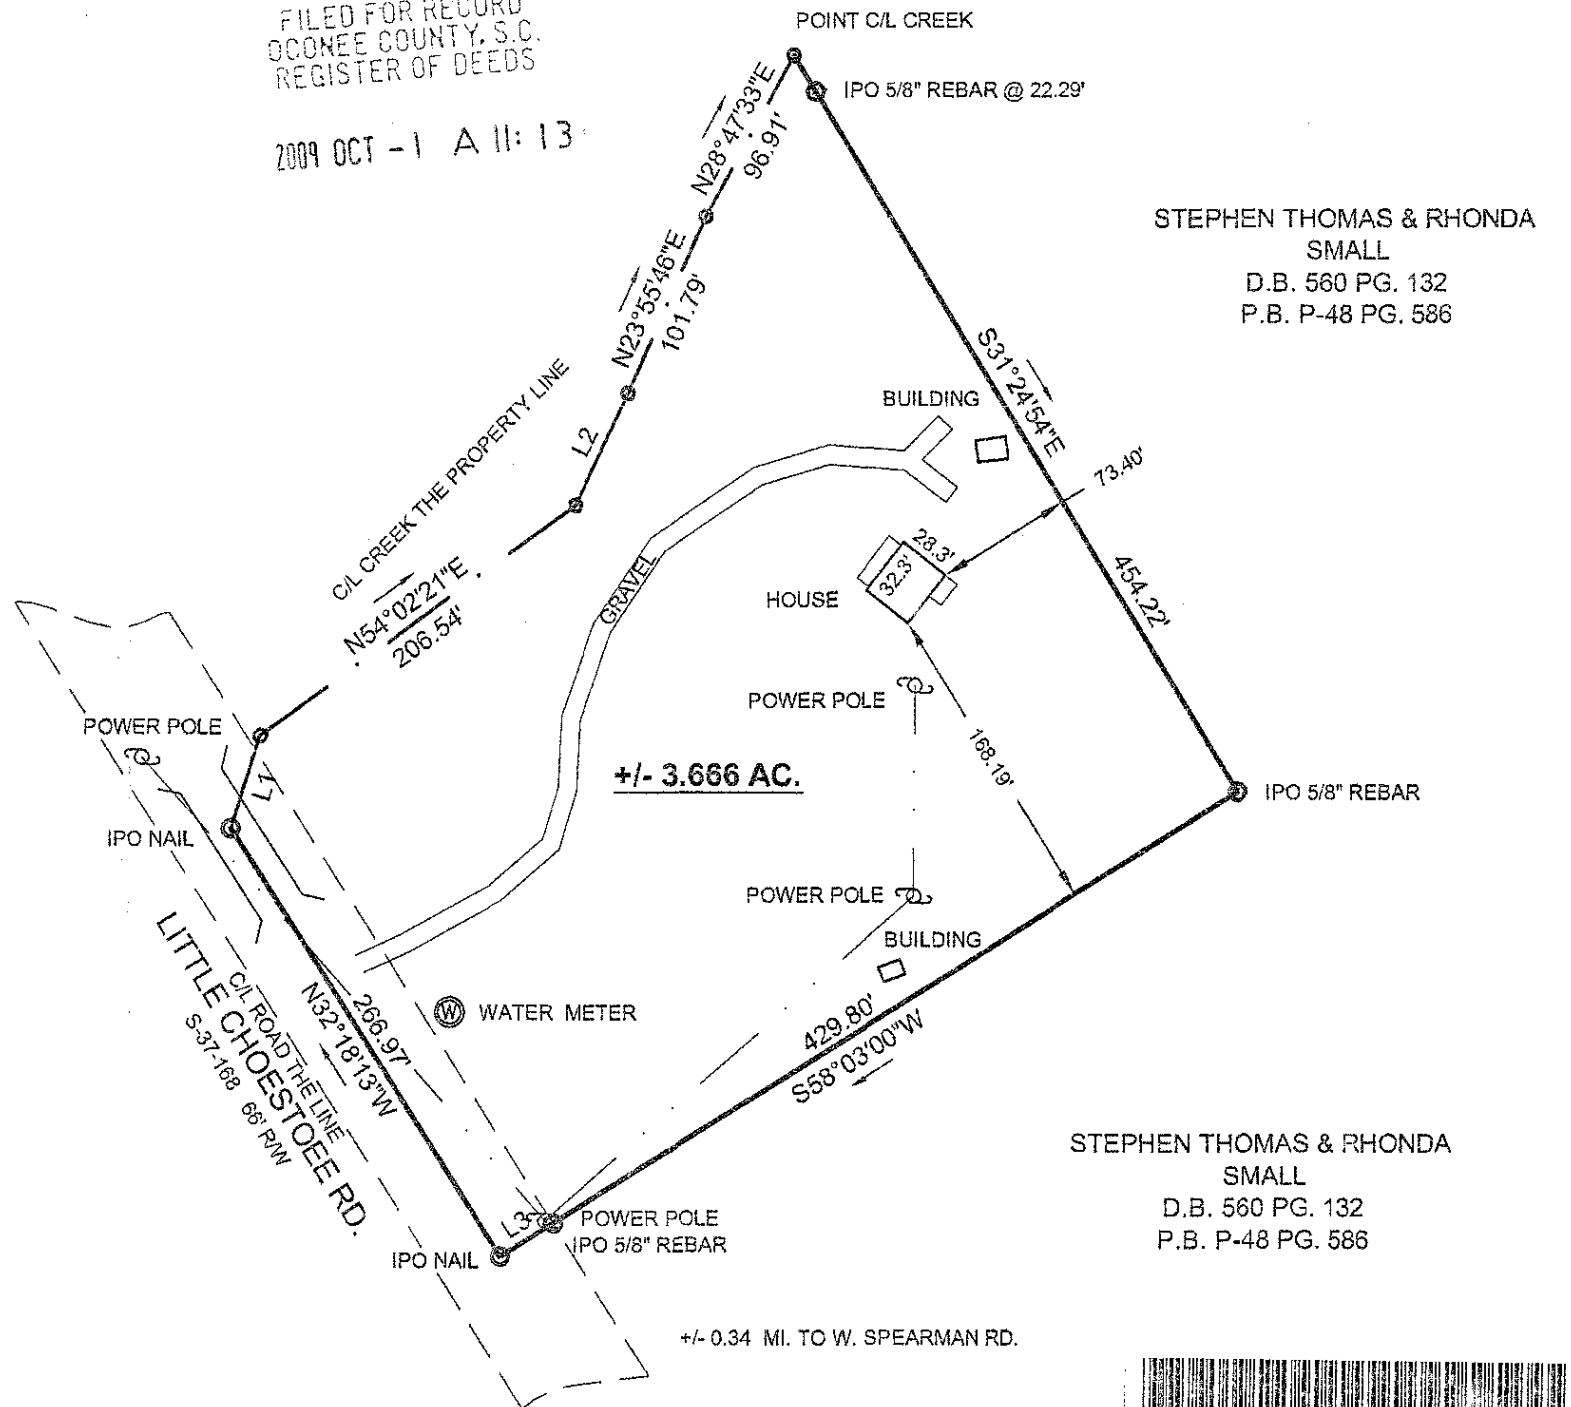 FILED FOR RECORD
OCONEE COUNTY, S.C.
REGISTER OF DEEDS
2009 OCT -1 A 11: 13
POINT C/L CREEK
IPO 5/8" REBAR @ 22.29'
N28°47'33"E
96.91'
STEPHEN THOMAS & RHONDA
SMALL
D.B. 560 PG. 132
P.B. P-48 PG. 586
N23°55'46"E
101.79'
S31°24'54"E
454.22'
C/L CREEK THE PROPERTY LINE
L2
BUILDING
73.40'
N54°02'21"E
206.54'
GRAVEL
28.3'
32.3'
HOUSE
POWER POLE
168.19'
POWER POLE
L1
+/- 3.666 AC.
IPO 5/8" REBAR
IPO NAIL
POWER POLE
BUILDING
429.80'
S58°03'00"W
WATER METER
W
266.97'
N32°18'13"W
C/L ROAD THE LINE
LITTLE CHOESTOEE RD.
S-37-168 66' R/W
L3
POWER POLE
IPO 5/8" REBAR
IPO NAIL
STEPHEN THOMAS & RHONDA
SMALL
D.B. 560 PG. 132
P.B. P-48 PG. 586
+/- 0.34 MI. TO W. SPEARMAN RD.